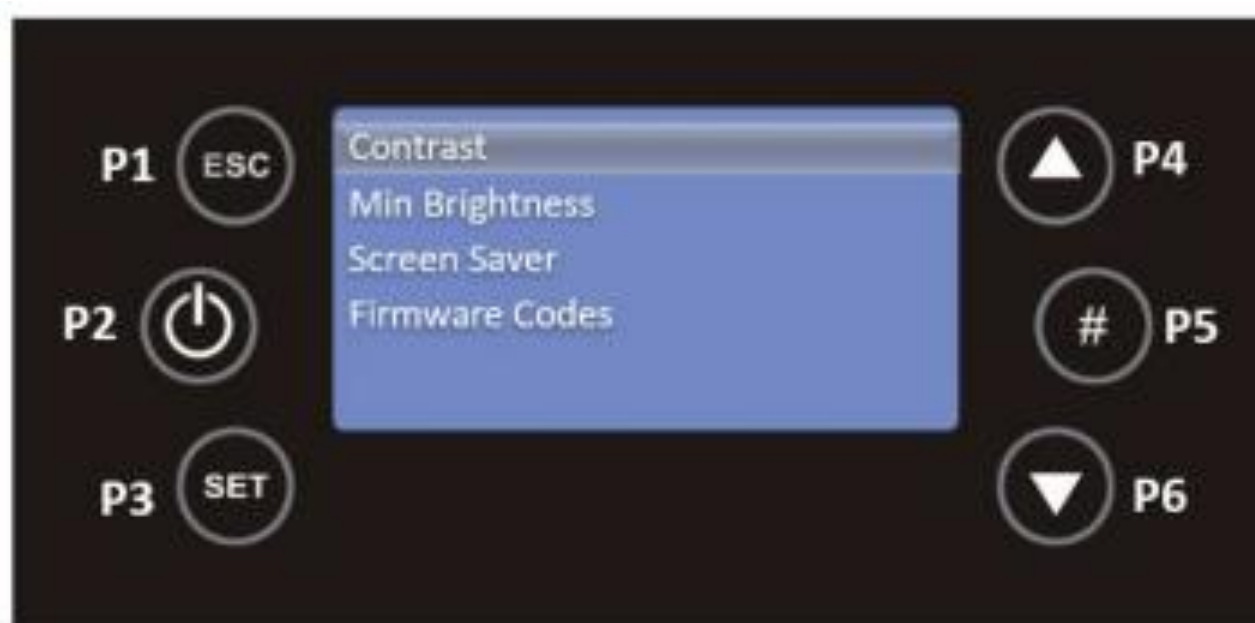 P1 ESC
P2
P3 SET
Contrast
Min Brightness
Screen Saver
Firmware Codes
P4
# P5
P6